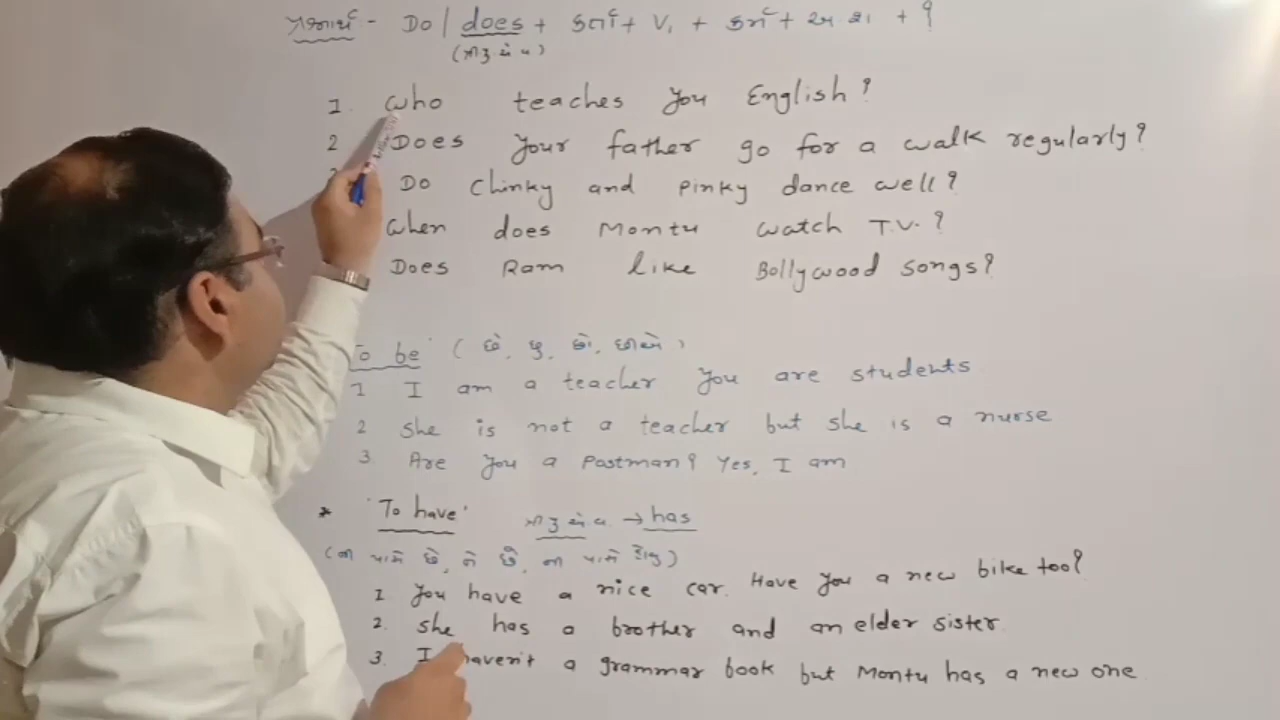 પ્રશ્નાર્થ - Do | does + કર્તા + V₁ + કર્મ + અ. શ. + ?
(ત્રીપુ એવ)
1. who teaches you English?
2 Does your father go for a walk regularly?
Do Chinky and Pinky dance well?
when does Montu watch T.V.?
Does Ram like Bollywood songs?
To be' ( છે, છુ, છો, છીએ )
1 I am a teacher you are students
2 she is not a teacher but she is a nurse
3. Are you a Postman? Yes, I am
* 'To have' ત્રીપુ એવ. → has
(ના પાસે છે, ને છે, ના પાસે હોવું)
1 You have a nice car. Have you a new bike too?
2. she has a brother and an elder sister.
3. I haven't a grammar book but Montu has a new one